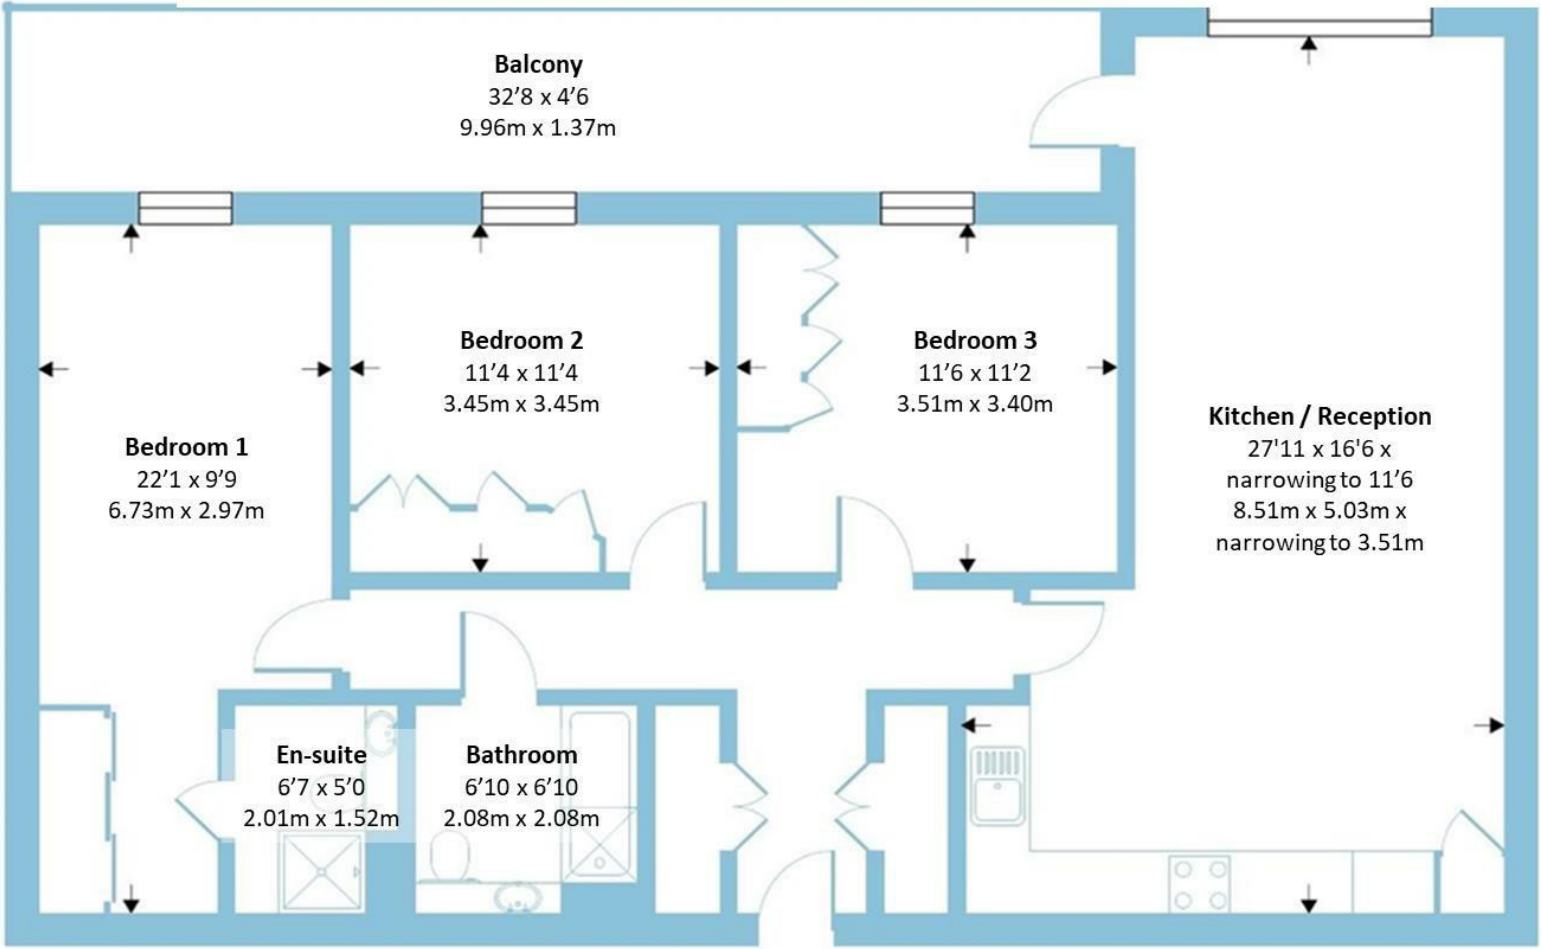 Balcony
32’8 x 4’6
9.96m x 1.37m
Bedroom 2
11’4 x 11’4
3.45m x 3.45m
Bedroom 3
11’6 x 11’2
3.51m x 3.40m
Kitchen / Reception
27'11 x 16'6 x
narrowing to 11’6
8.51m x 5.03m x
narrowing to 3.51m
Bedroom 1
22’1 x 9’9
6.73m x 2.97m
En-suite
6’7 x 5’0
2.01m x 1.52m
Bathroom
6’10 x 6’10
2.08m x 2.08m